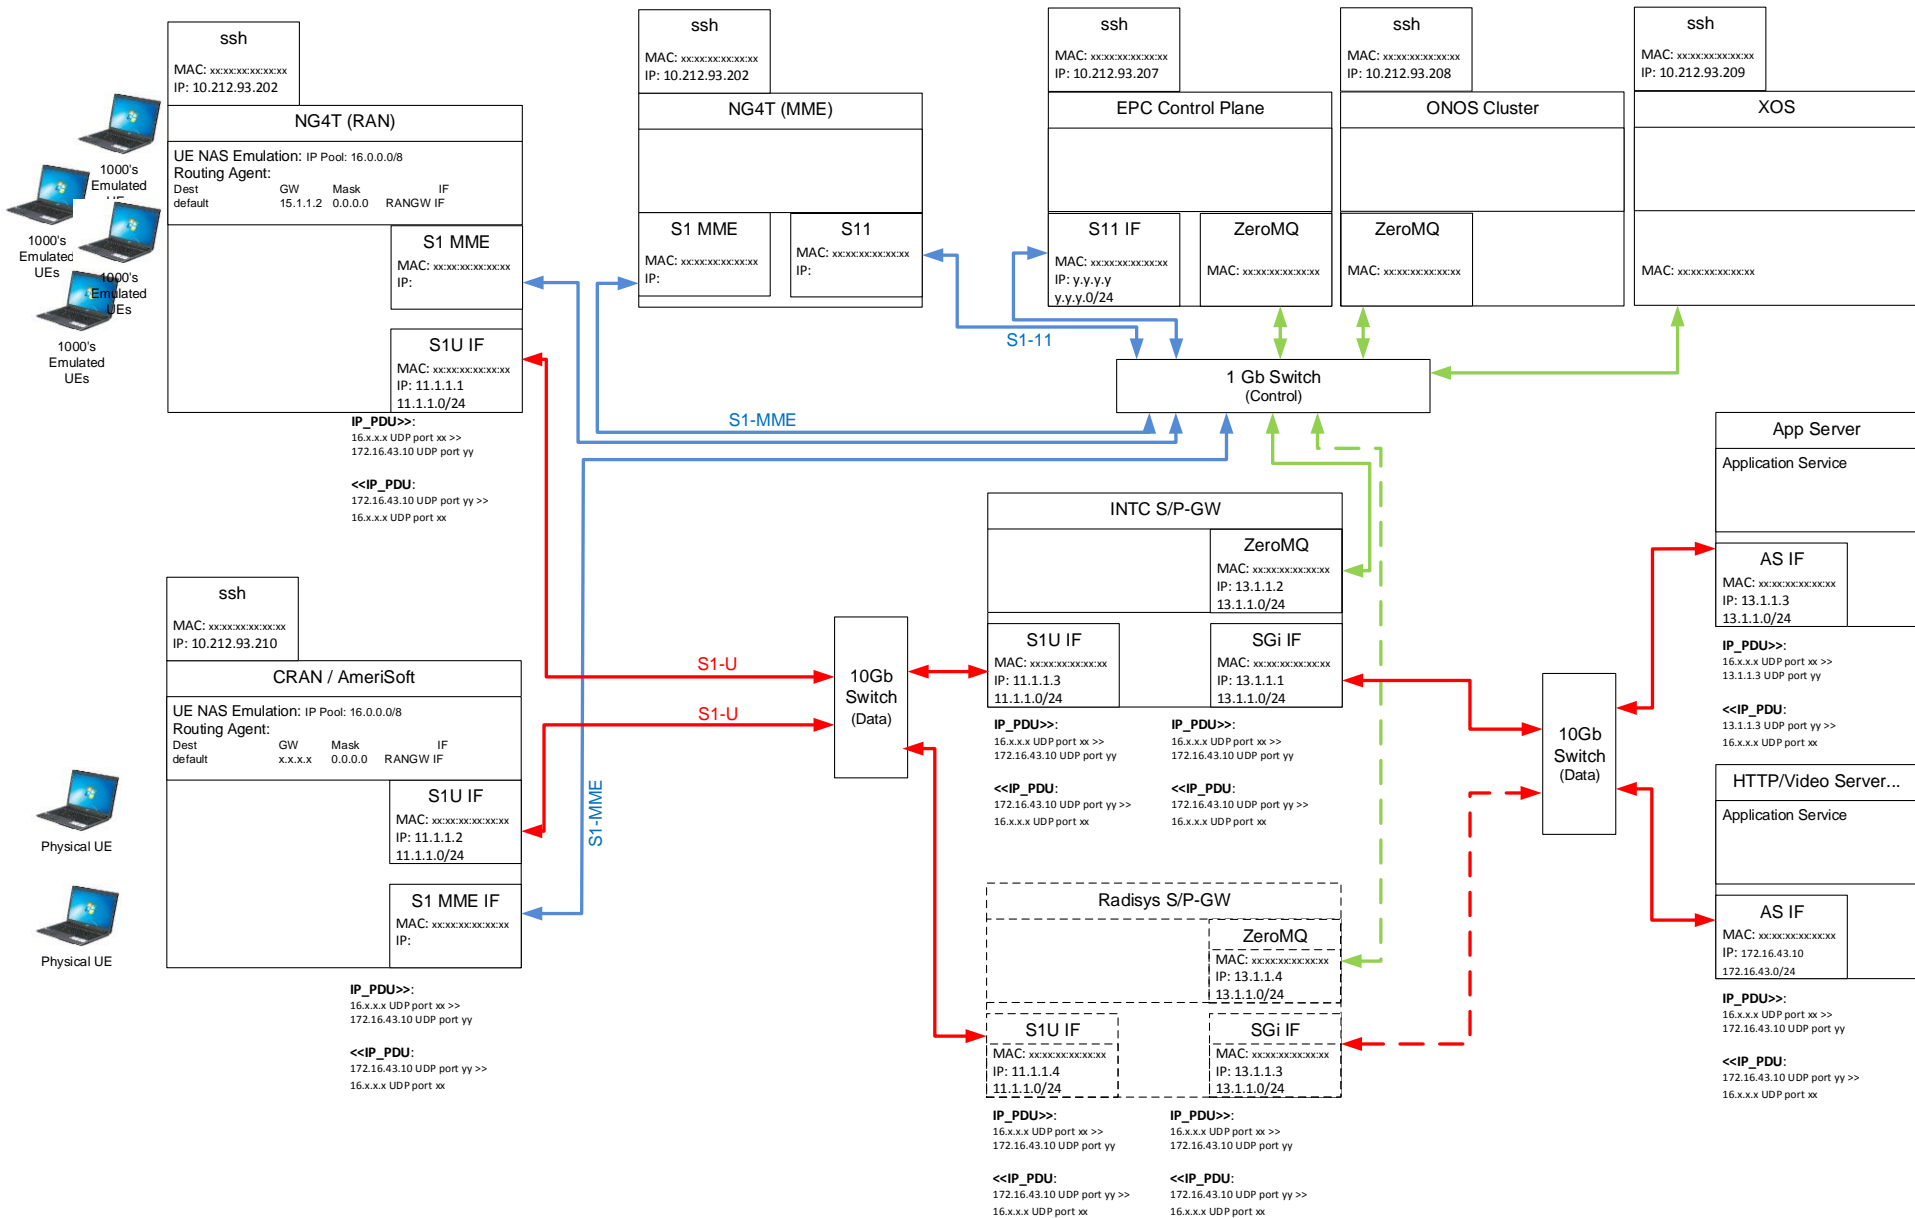 ssh
MAC: xx:xx:xx:xx:xx:xx
IP: 10.212.93.202
NG4T (RAN)
UE NAS Emulation: IP Pool: 16.0.0.0/8
Routing Agent:
Dest GW Mask IF
default 15.1.1.2 0.0.0.0 RANGW IF
S1 MME
MAC: xx:xx:xx:xx:xx:xx
IP:
S1U IF
MAC: xx:xx:xx:xx:xx:xx
IP: 11.1.1.1
11.1.1.0/24
1000's
Emulated
1000's
Emulated
UEs
1000's
Emulated
UEs
1000's
Emulated
UEs
IP_PDU>>:
16.x.x.x UDP port xx >>
172.16.43.10 UDP port yy
<<IP_PDU:
172.16.43.10 UDP port yy >>
16.x.x.x UDP port xx
ssh
MAC: xx:xx:xx:xx:xx:xx
IP: 10.212.93.202
NG4T (MME)
S1 MME
MAC: xx:xx:xx:xx:xx:xx
IP:
S11
MAC: xx:xx:xx:xx:xx:xx
IP:
ssh
MAC: xx:xx:xx:xx:xx:xx
IP: 10.212.93.207
EPC Control Plane
S11 IF
MAC: xx:xx:xx:xx:xx:xx
IP: y.y.y.y
y.y.y.0/24
ZeroMQ
MAC: xx:xx:xx:xx:xx:xx
ssh
MAC: xx:xx:xx:xx:xx:xx
IP: 10.212.93.208
ONOS Cluster
ZeroMQ
MAC: xx:xx:xx:xx:xx:xx
ssh
MAC: xx:xx:xx:xx:xx:xx
IP: 10.212.93.209
XOS
MAC: xx:xx:xx:xx:xx:xx
S1-11
1 Gb Switch
(Control)
S1-MME
S1-MME
S1-U
S1-U
ssh
MAC: xx:xx:xx:xx:xx:xx
IP: 10.212.93.210
CRAN / AmeriSoft
UE NAS Emulation: IP Pool: 16.0.0.0/8
Routing Agent:
Dest GW Mask IF
default x.x.x.x 0.0.0.0 RANGW IF
S1U IF
MAC: xx:xx:xx:xx:xx:xx
IP: 11.1.1.2
11.1.1.0/24
S1 MME IF
MAC: xx:xx:xx:xx:xx:xx
IP:
Physical UE
Physical UE
IP_PDU>>:
16.x.x.x UDP port xx >>
172.16.43.10 UDP port yy
<<IP_PDU:
172.16.43.10 UDP port yy >>
16.x.x.x UDP port xx
10Gb
Switch
(Data)
INTC S/P-GW
ZeroMQ
MAC: xx:xx:xx:xx:xx:xx
IP: 13.1.1.2
13.1.1.0/24
S1U IF
MAC: xx:xx:xx:xx:xx:xx
IP: 11.1.1.3
11.1.1.0/24
SGi IF
MAC: xx:xx:xx:xx:xx:xx
IP: 13.1.1.1
13.1.1.0/24
IP_PDU>>:
16.x.x.x UDP port xx >>
172.16.43.10 UDP port yy
<<IP_PDU:
172.16.43.10 UDP port yy >>
16.x.x.x UDP port xx
IP_PDU>>:
16.x.x.x UDP port xx >>
172.16.43.10 UDP port yy
<<IP_PDU:
172.16.43.10 UDP port yy >>
16.x.x.x UDP port xx
Radisys S/P-GW
ZeroMQ
MAC: xx:xx:xx:xx:xx:xx
IP: 13.1.1.4
13.1.1.0/24
S1U IF
MAC: xx:xx:xx:xx:xx:xx
IP: 11.1.1.4
11.1.1.0/24
SGi IF
MAC: xx:xx:xx:xx:xx:xx
IP: 13.1.1.3
13.1.1.0/24
IP_PDU>>:
16.x.x.x UDP port xx >>
172.16.43.10 UDP port yy
<<IP_PDU:
172.16.43.10 UDP port yy >>
16.x.x.x UDP port xx
IP_PDU>>:
16.x.x.x UDP port xx >>
172.16.43.10 UDP port yy
<<IP_PDU:
172.16.43.10 UDP port yy >>
16.x.x.x UDP port xx
10Gb
Switch
(Data)
App Server
Application Service
AS IF
MAC: xx:xx:xx:xx:xx:xx
IP: 13.1.1.3
13.1.1.0/24
IP_PDU>>:
16.x.x.x UDP port xx >>
13.1.1.3 UDP port yy
<<IP_PDU:
13.1.1.3 UDP port yy >>
16.x.x.x UDP port xx
HTTP/Video Server...
Application Service
AS IF
MAC: xx:xx:xx:xx:xx:xx
IP: 172.16.43.10
172.16.43.0/24
IP_PDU>>:
16.x.x.x UDP port xx >>
172.16.43.10 UDP port yy
<<IP_PDU:
172.16.43.10 UDP port yy >>
16.x.x.x UDP port xx